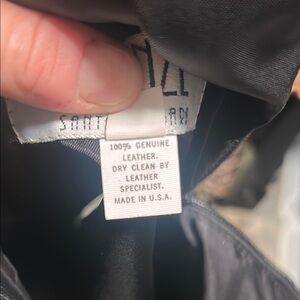 100% GENUINE
LEATHER.
DRY CLEAN BY
LEATHER
SPECIALIST.
MADE IN U.S.A.